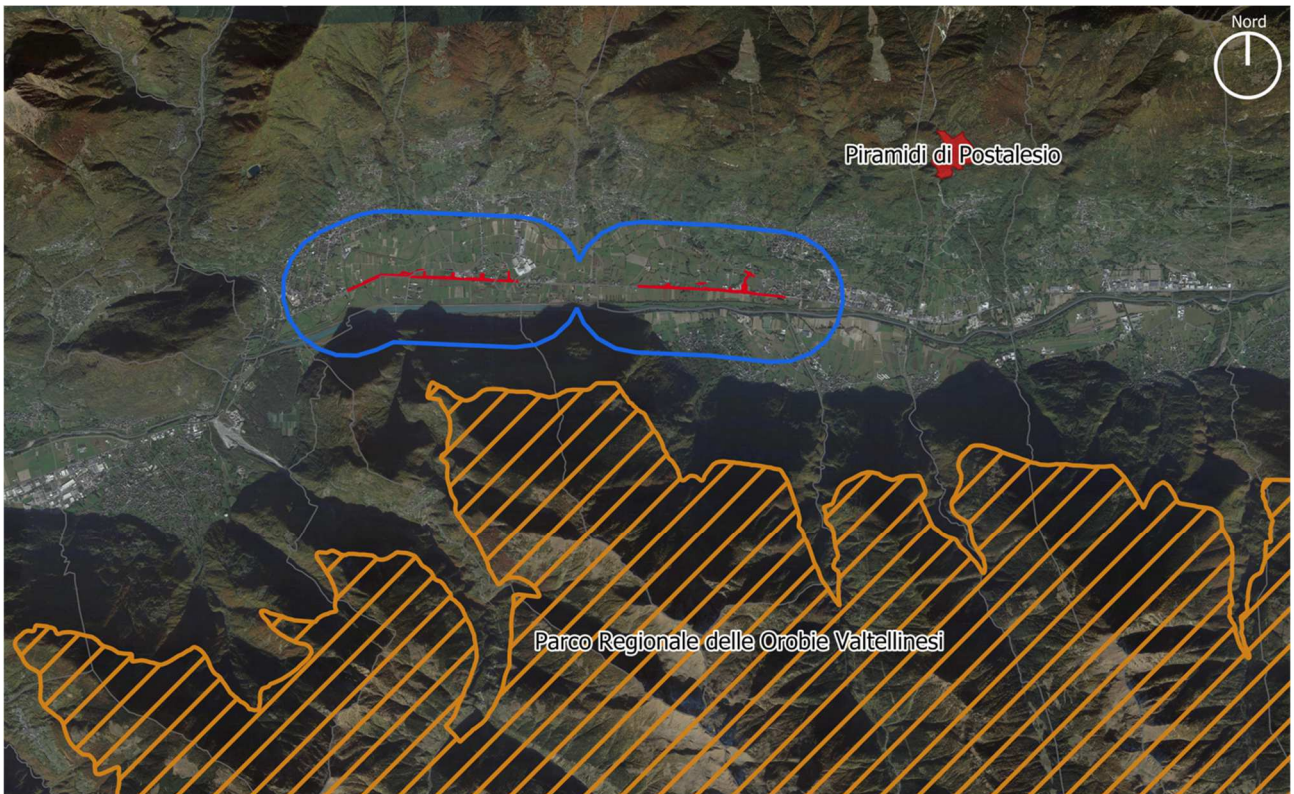 Nord
Piramidi di Postalesio
Parco Regionale delle Orobie Valtellinesi